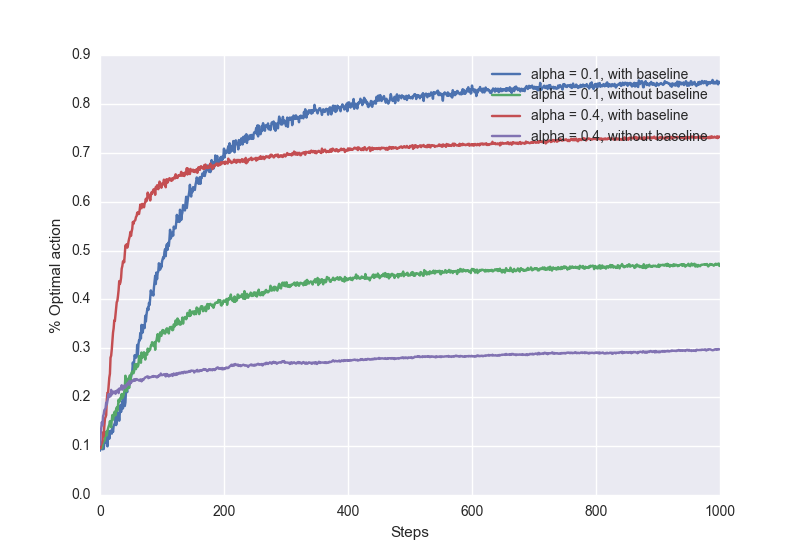 0.9
0.8
0.7
0.6
0.5
0.4
0.3
0.2
0.1
0.0
% Optimal action
alpha = 0.1, with baseline
alpha = 0.1, without baseline
alpha = 0.4, with baseline
alpha = 0.4, without baseline
0 200 400 600 800 1000
Steps